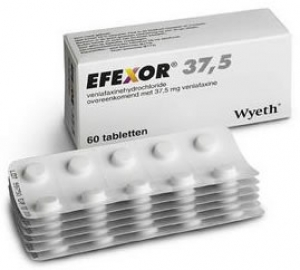 EFEXOR® 37,5
venlafaxinehydrochloride
overeenkomend met 37,5 mg venlafaxine
60 tabletten
Wyeth®